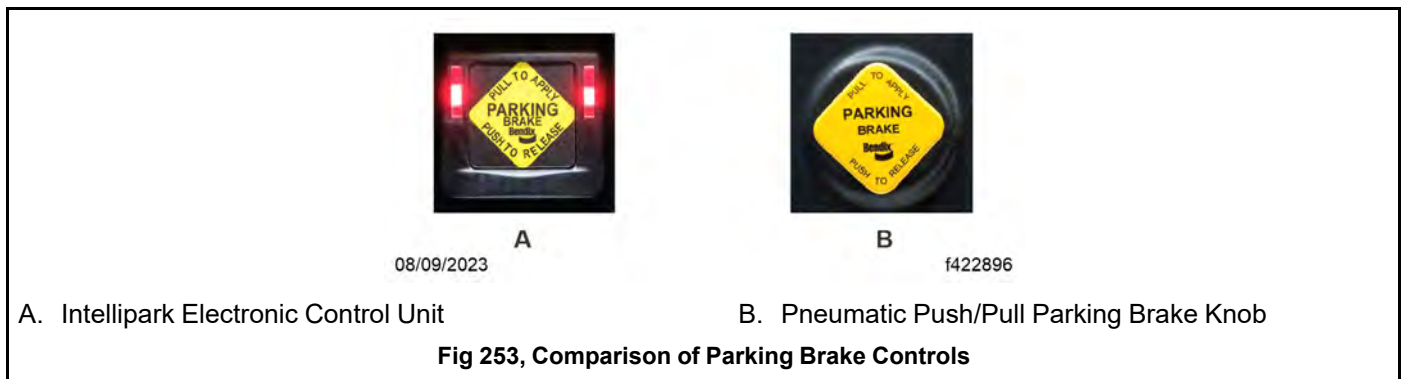 PULL TO APPLY
PARKING
BRAKE
Bendix
PUSH TO RELEASE
PULL TO APPLY
PARKING
BRAKE
Bendix
PUSH TO RELEASE
A
B
08/09/2023
f422896
A. Intellipark Electronic Control Unit
B. Pneumatic Push/Pull Parking Brake Knob
Fig 253, Comparison of Parking Brake Controls